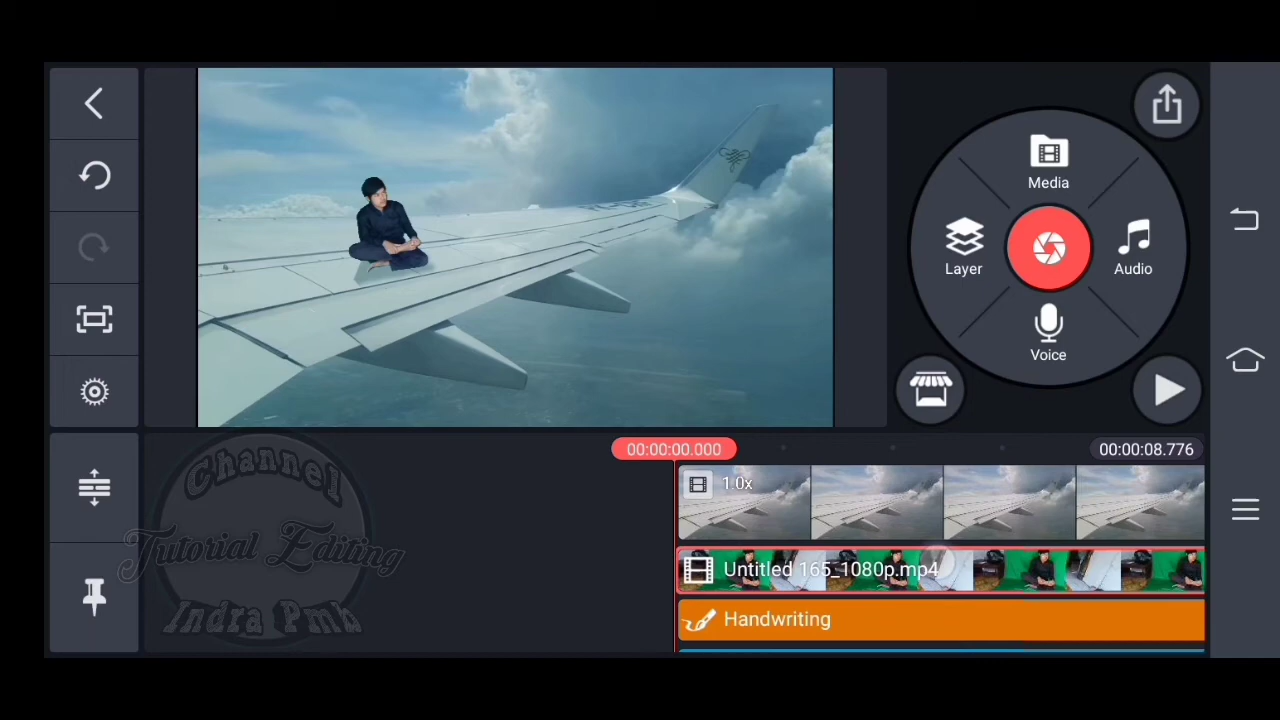 Media
Layer
Audio
Voice
00:00:00.000
00:00:08.776
1.0x
Untitled 165_1080p.mp4
Handwriting
Channel
Tutorial Editing
Indra Pmb